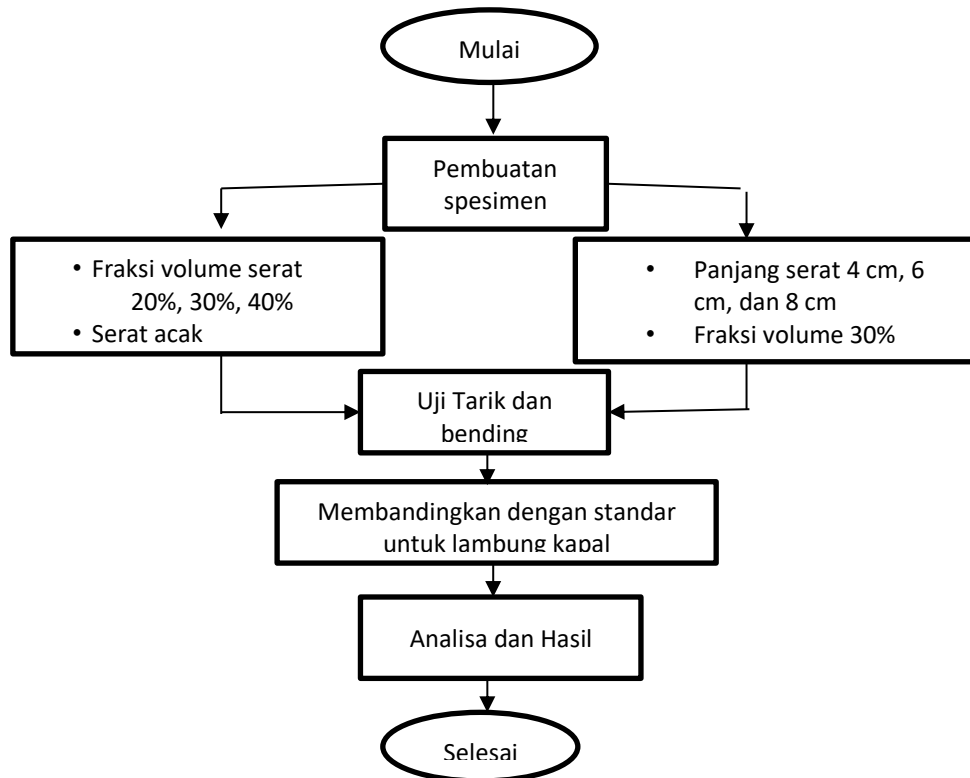 Mulai
Pembuatan
spesimen
• Fraksi volume serat
20%, 30%, 40%
• Serat acak
• Panjang serat 4 cm, 6
cm, dan 8 cm
• Fraksi volume 30%
Uji Tarik dan
bending
Membandingkan dengan standar
untuk lambung kapal
Analisa dan Hasil
Selesai